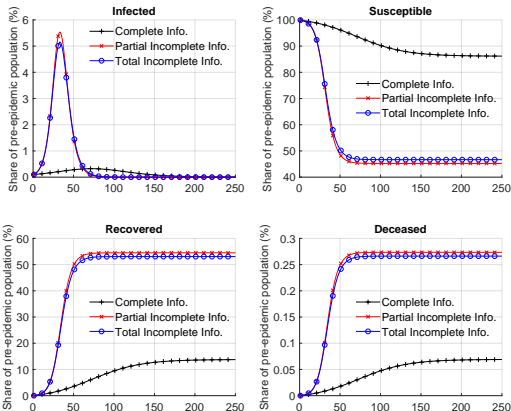 Infected
Share of pre-epidemic population (%)
6
5
4
3
2
1
0
0 50 100 150 200 250
Complete Info.
Partial Incomplete Info.
Total Incomplete Info.
Susceptible
Share of pre-epidemic population (%)
100
90
80
70
60
50
40
0 50 100 150 200 250
Complete Info.
Partial Incomplete Info.
Total Incomplete Info.
Recovered
Share of pre-epidemic population (%)
60
50
40
30
20
10
0
0 50 100 150 200 250
Complete Info.
Partial Incomplete Info.
Total Incomplete Info.
Deceased
Share of pre-epidemic population (%)
0.3
0.25
0.2
0.15
0.1
0.05
0
0 50 100 150 200 250
Complete Info.
Partial Incomplete Info.
Total Incomplete Info.